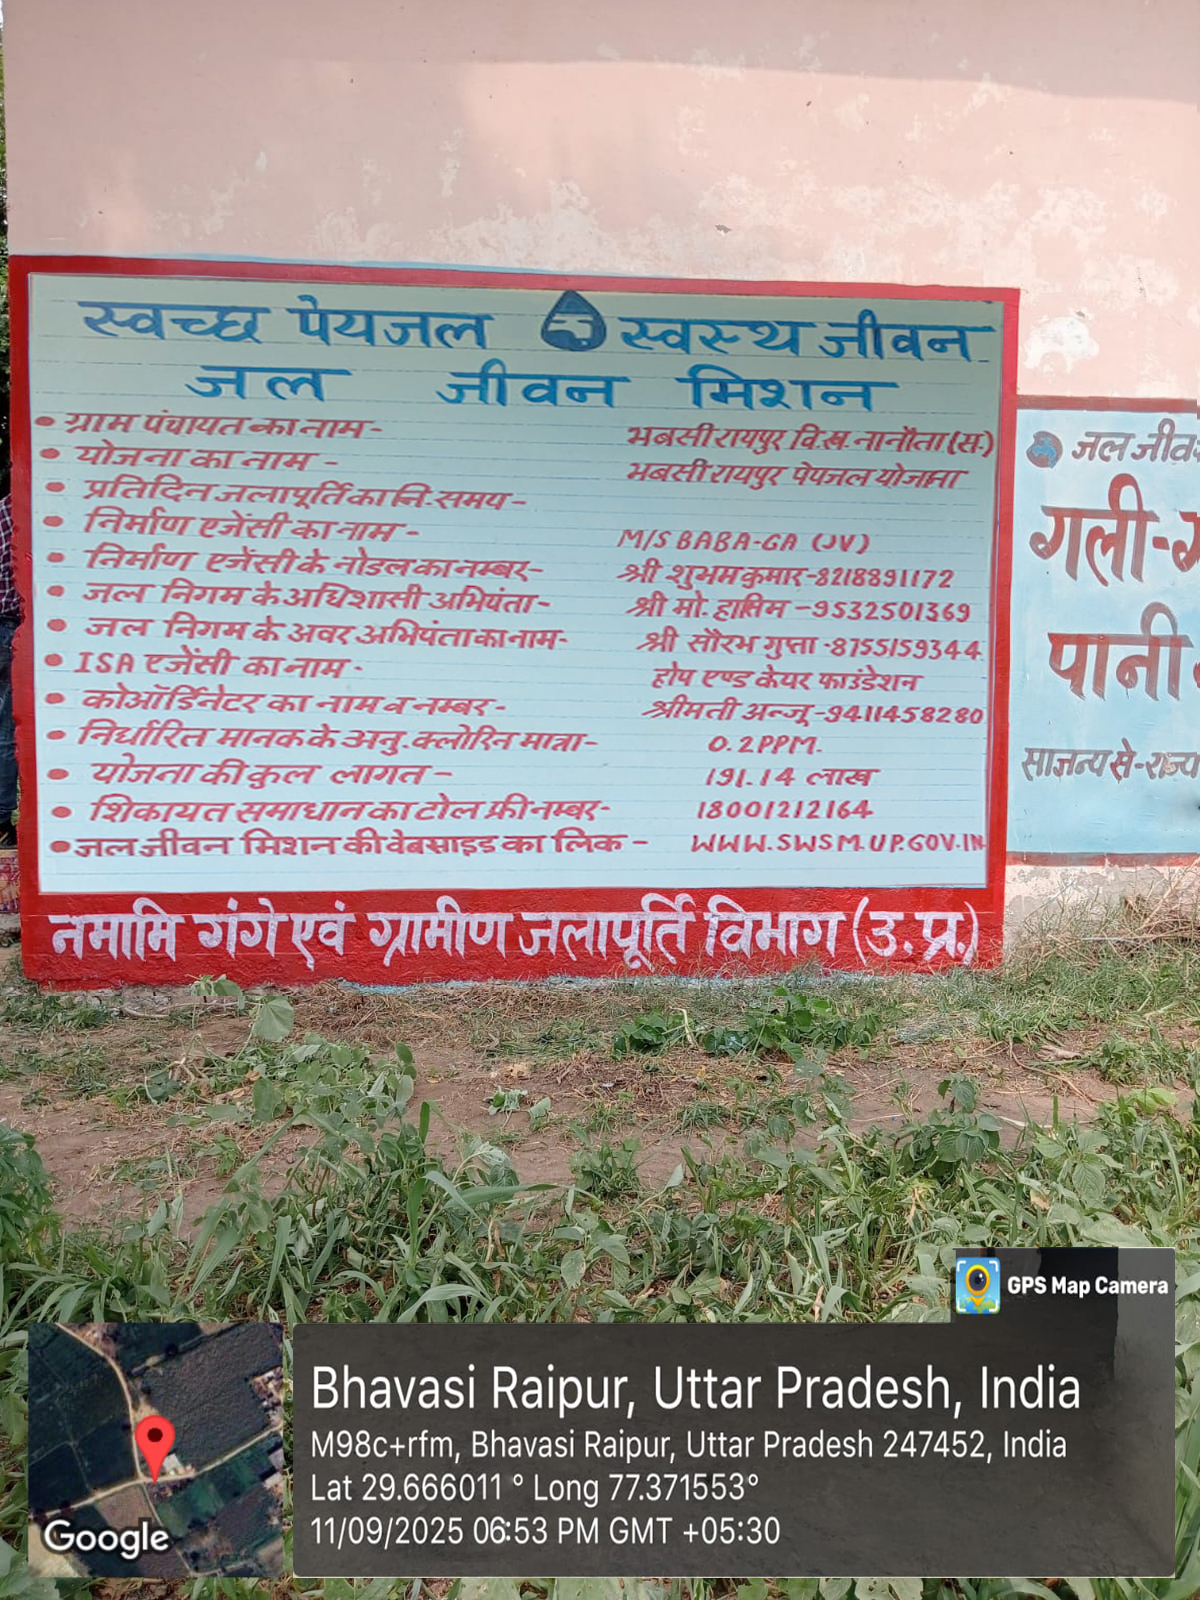 स्वच्छ पेयजल स्वस्थ जीवन
जल जीवन मिशन
• ग्राम पंचायत का नाम- भबसी रायपुर वि.ख. नानौता (स.)
• योजना का नाम - भबसी रायपुर पेयजल योजना
• प्रतिदिन जलापूर्ति का नि. समय-
• निर्माण एजेंसी का नाम- M/S BABA-GA (JV)
• निर्माण एजेंसी के नोडल का नम्बर- श्री शुभम कुमार-8218891172
• जल निगम के अधिशासी अभियंता- श्री मो. हातिम-9532501369
• जल निगम के अवर अभियंता का नाम- श्री सौरभ गुप्ता-8755159344
• ISA एजेंसी का नाम- होप एण्ड केयर फाउंडेशन
• कोऑर्डिनेटर का नाम व नम्बर- श्रीमती अन्जू-9411458280
• निर्धारित मानक के अनु. क्लोरिन मात्रा- 0.2PPM.
• योजना की कुल लागत- 191.14 लाख
• शिकायत समाधान का टोल फ्री नम्बर- 18001212164
• जल जीवन मिशन की वेबसाइड का लिंक- WWW.SWSM.UP.GOV.IN
नमामि गंगे एवं ग्रामीण जलापूर्ति विभाग (उ.प्र.)
जल जीव
गली-
पानी
साजन्य से-राज्य
GPS Map Camera
Bhavasi Raipur, Uttar Pradesh, India
M98c+rfm, Bhavasi Raipur, Uttar Pradesh 247452, India
Lat 29.666011° Long 77.371553°
11/09/2025 06:53 PM GMT +05:30
Google